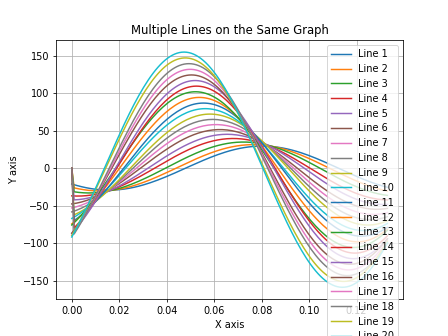 Multiple Lines on the Same Graph
Y axis
150
100
50
0
−50
−100
−150
0.00
0.02
0.04
0.06
0.08
0.10
X axis
Line 1
Line 2
Line 3
Line 4
Line 5
Line 6
Line 7
Line 8
Line 9
Line 10
Line 11
Line 12
Line 13
Line 14
Line 15
Line 16
Line 17
Line 18
Line 19
Line 20